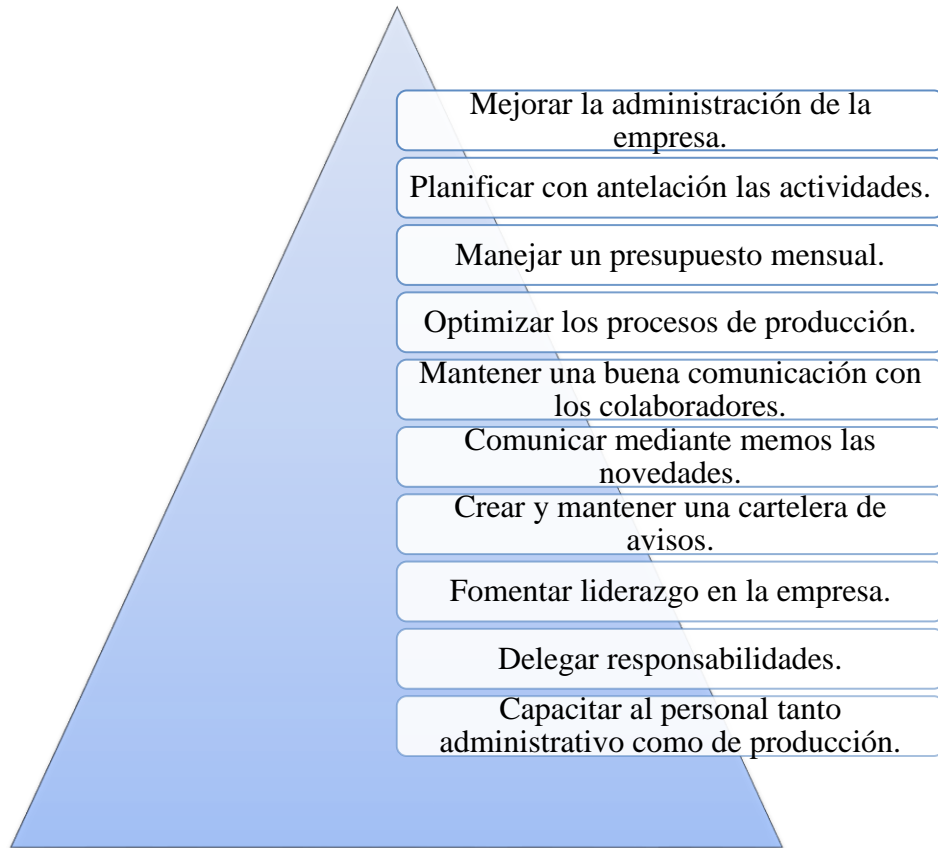 Mejorar la administración de la
empresa.
Planificar con antelación las actividades.
Manejar un presupuesto mensual.
Optimizar los procesos de producción.
Mantener una buena comunicación con
los colaboradores.
Comunicar mediante memos las
novedades.
Crear y mantener una cartelera de
avisos.
Fomentar liderazgo en la empresa.
Delegar responsabilidades.
Capacitar al personal tanto
administrativo como de producción.